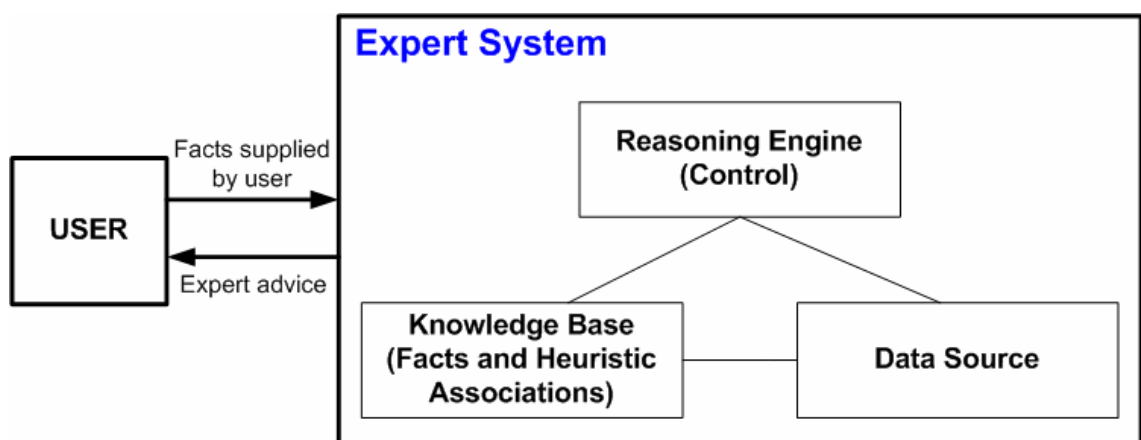 Expert System
Reasoning Engine
(Control)
Facts supplied
by user
USER
Expert advice
Knowledge Base
(Facts and Heuristic
Associations)
Data Source